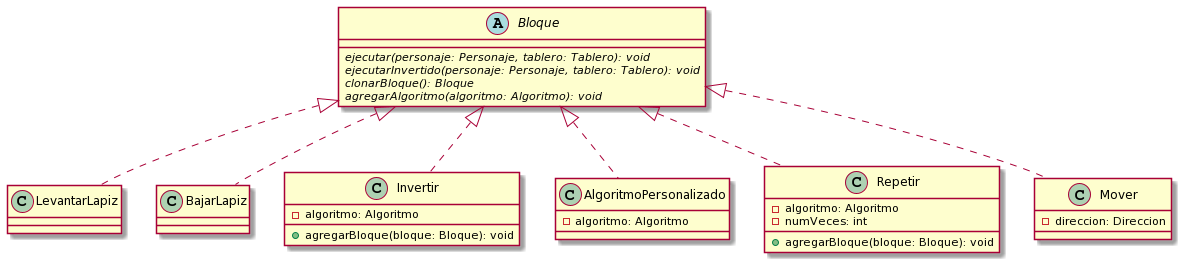 A Bloque
ejecutar(personaje: Personaje, tablero: Tablero): void
ejecutarInvertido(personaje: Personaje, tablero: Tablero): void
clonarBloque(): Bloque
agregarAlgoritmo(algoritmo: Algoritmo): void
C LevantarLapiz
C BajarLapiz
C Invertir
algoritmo: Algoritmo
agregarBloque(bloque: Bloque): void
C AlgoritmoPersonalizado
algoritmo: Algoritmo
C Repetir
algoritmo: Algoritmo
numVeces: int
agregarBloque(bloque: Bloque): void
C Mover
direccion: Direccion